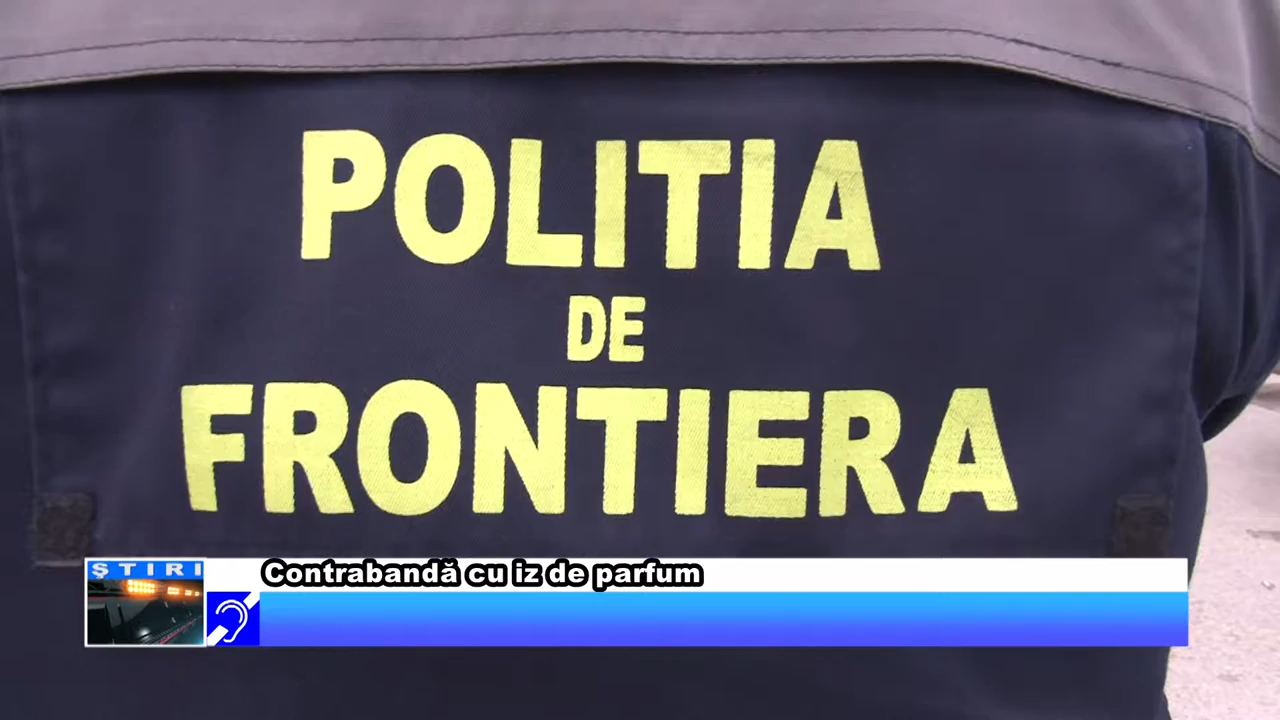 POLITIA
DE
FRONTIERA
ŞTIRI
Contrabandă cu iz de parfum